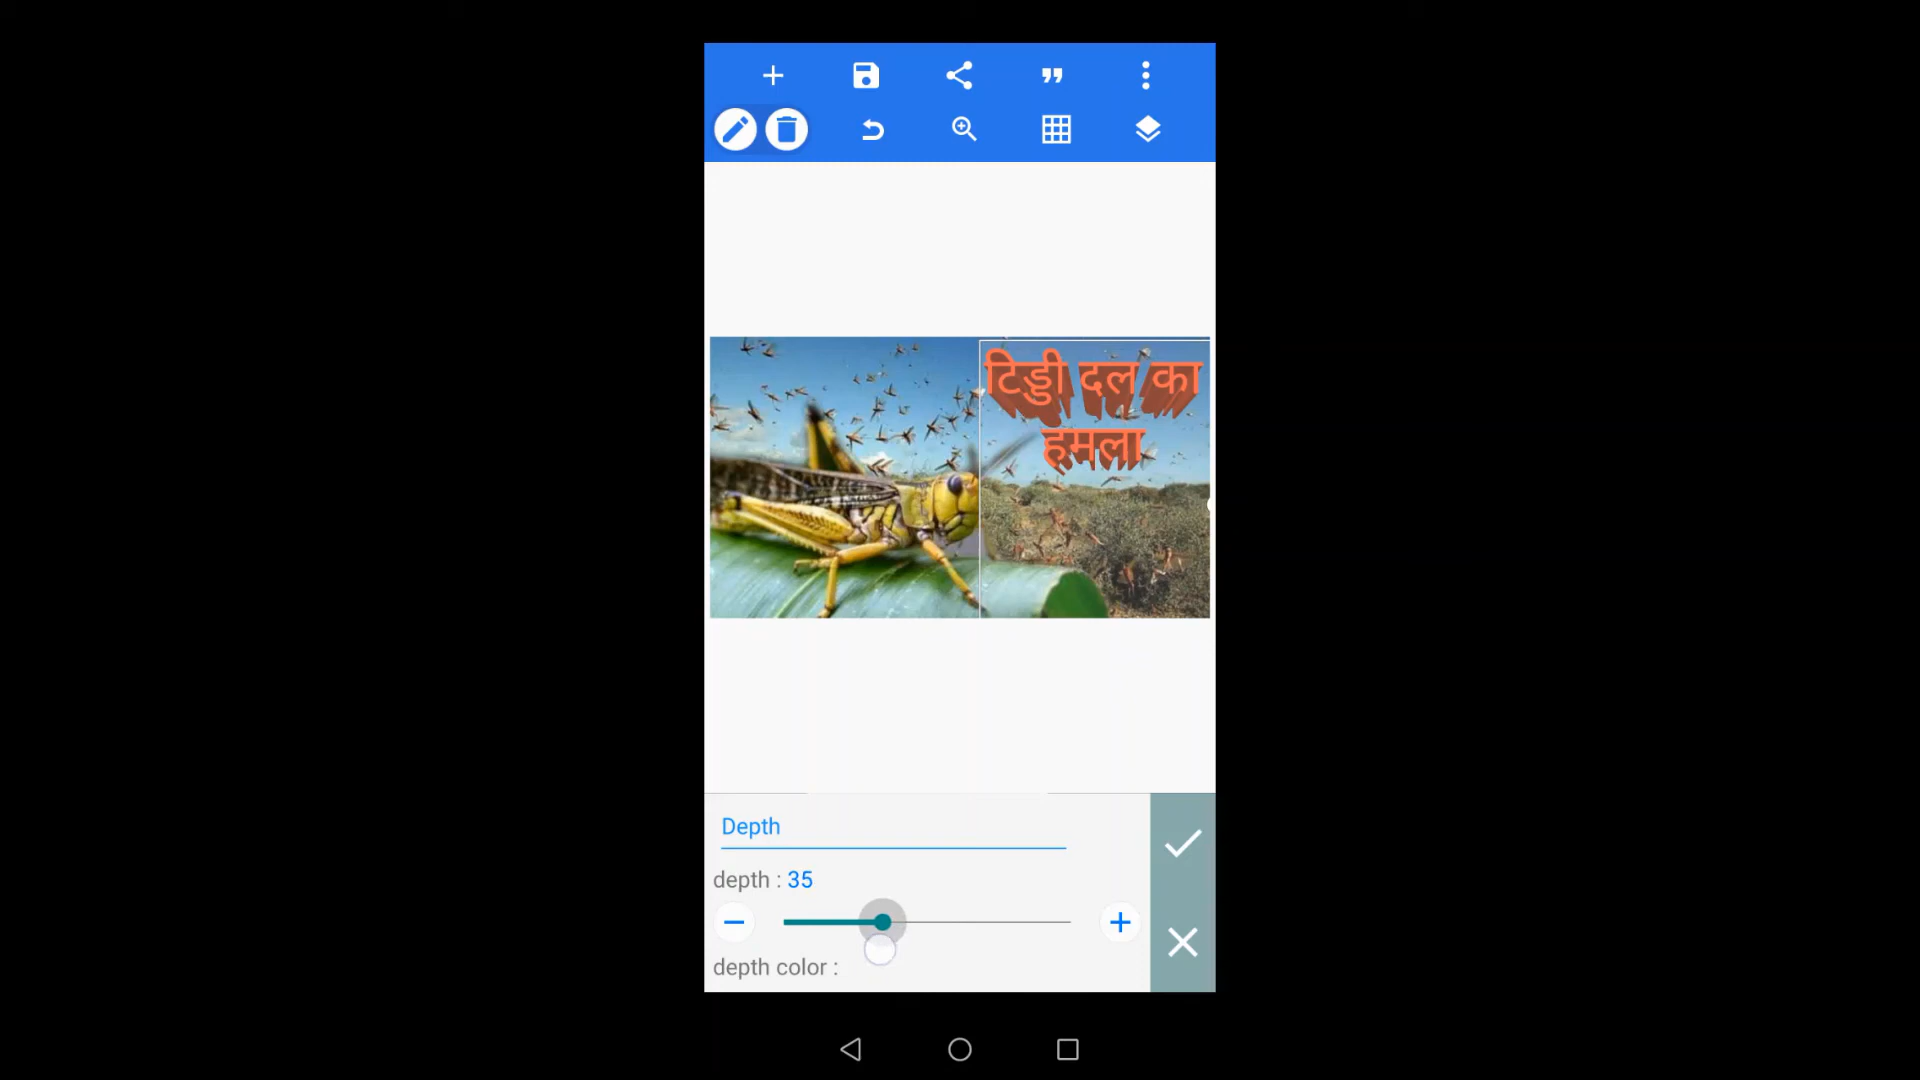 टिड्डी दल का
हमला
Depth
depth : 35
depth color :